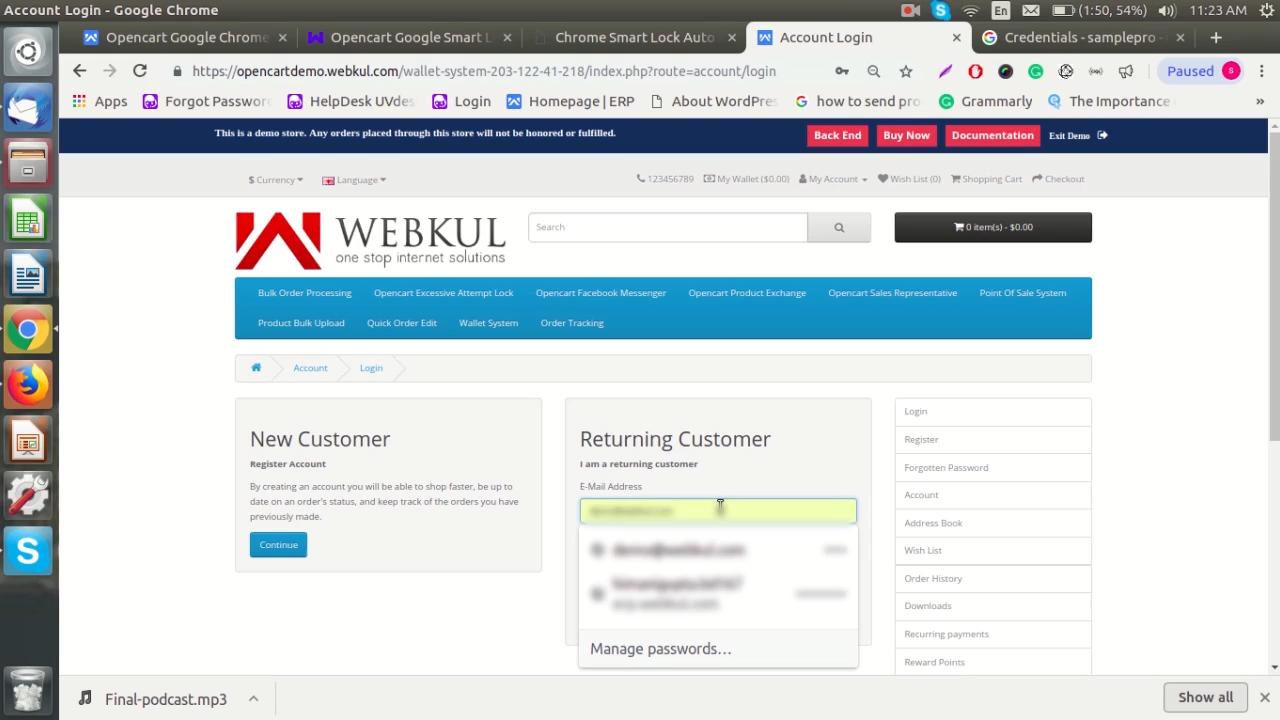 Account Login - Google Chrome
En
(1:50, 54%)
11:23 AM
Opencart Google Chrome
Opencart Google Smart L
Chrome Smart Lock Auto
Account Login
Credentials - samplepro -
https://opencartdemo.webkul.com/wallet-system-203-122-41-218/index.php?route=account/login
Paused
S
Apps
Forgot Passwor
HelpDesk UVdes
Login
Homepage | ERP
About WordPres
how to send pro
Grammarly
The Importance
»
This is a demo store. Any orders placed through this store will not be honored or fulfilled.
Back End
Buy Now
Documentation
Exit Demo
$ Currency
Language
123456789
My Wallet ($0.00)
My Account
Wish List (0)
Shopping Cart
Checkout
WEBKUL
one stop internet solutions
Search
0 item(s) - $0.00
Bulk Order Processing
Opencart Excessive Attempt Lock
Opencart Facebook Messenger
Opencart Product Exchange
Opencart Sales Representative
Point Of Sale System
Product Bulk Upload
Quick Order Edit
Wallet System
Order Tracking
Account
Login
New Customer
Register Account
By creating an account you will be able to shop faster, be up to
date on an order's status, and keep track of the orders you have
previously made.
Continue
Returning Customer
I am a returning customer
E-Mail Address
Manage passwords...
Login
Register
Forgotten Password
Account
Address Book
Wish List
Order History
Downloads
Recurring payments
Reward Points
Final-podcast.mp3
Show all